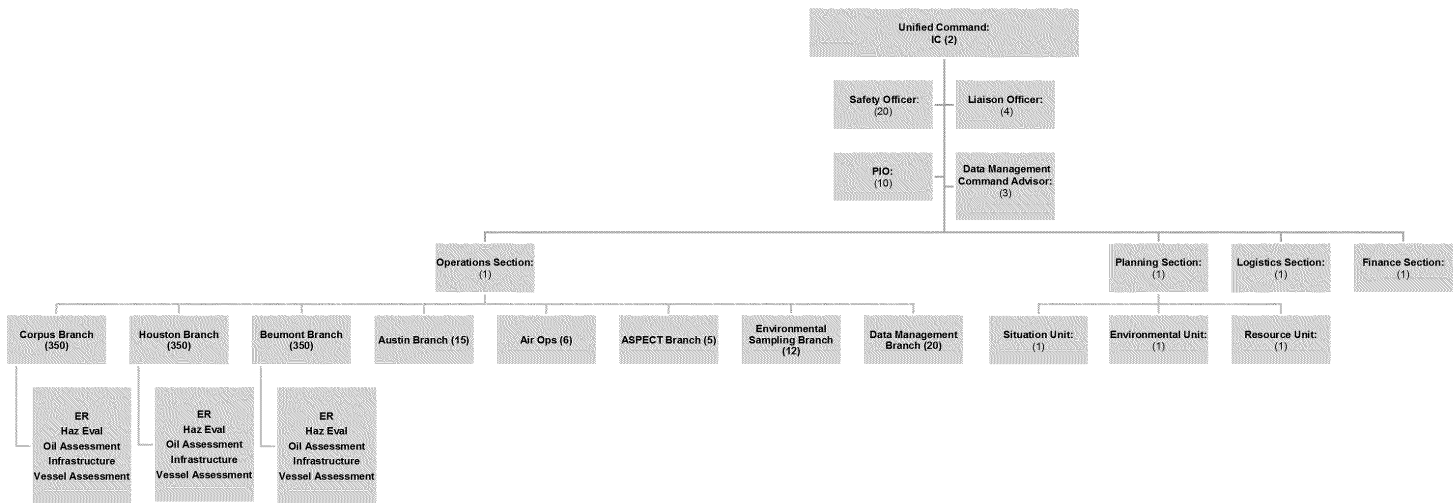 Unified Command:
IC (2)
Safety Officer:
(20)
Liaison Officer:
(4)
PIO:
(10)
Data Management
Command Advisor:
(3)
Operations Section:
(1)
Planning Section:
(1)
Logistics Section:
(1)
Finance Section:
(1)
Corpus Branch
(350)
Houston Branch
(350)
Beumont Branch
(350)
Austin Branch (15)
Air Ops (6)
ASPECT Branch (5)
Environmental
Sampling Branch
(12)
Data Management
Branch (20)
Situation Unit:
(1)
Environmental Unit:
(1)
Resource Unit:
(1)
ER
Haz Eval
Oil Assessment
Infrastructure
Vessel Assessment
ER
Haz Eval
Oil Assessment
Infrastructure
Vessel Assessment
ER
Haz Eval
Oil Assessment
Infrastructure
Vessel Assessment